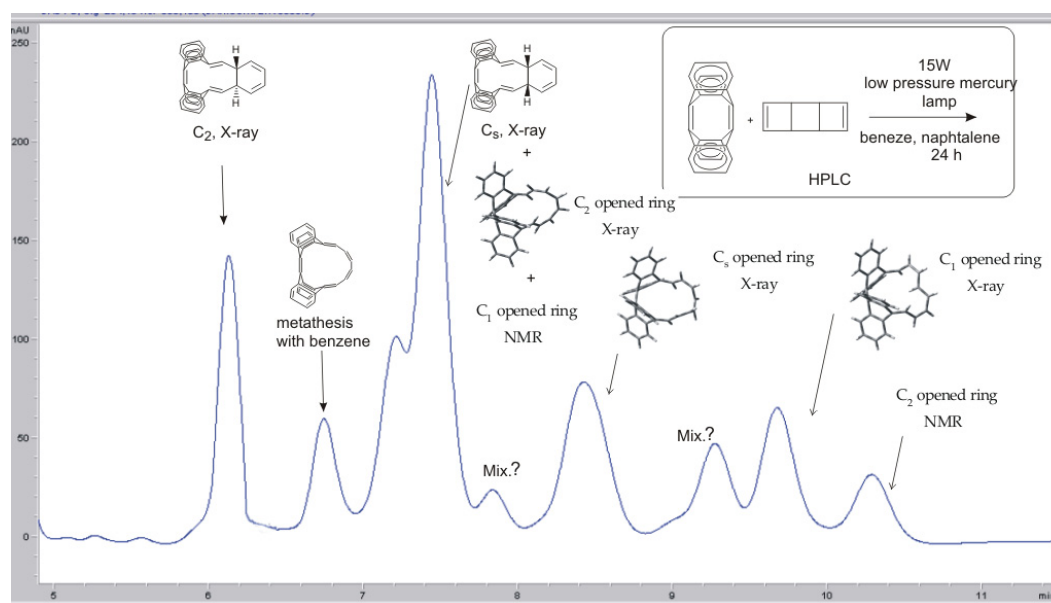 mAU
250
200
150
100
50
0
5
6
7
8
9
10
11
H
H
C2, X-ray
metathesis
with benzene
H
H
Cs, X-ray
+
+
C1 opened ring
NMR
C2 opened ring
X-ray
Mix.?
Cs opened ring
X-ray
Mix.?
C1 opened ring
X-ray
C2 opened ring
NMR
+
15W
low pressure mercury
lamp
beneze, naphtalene
24 h
HPLC